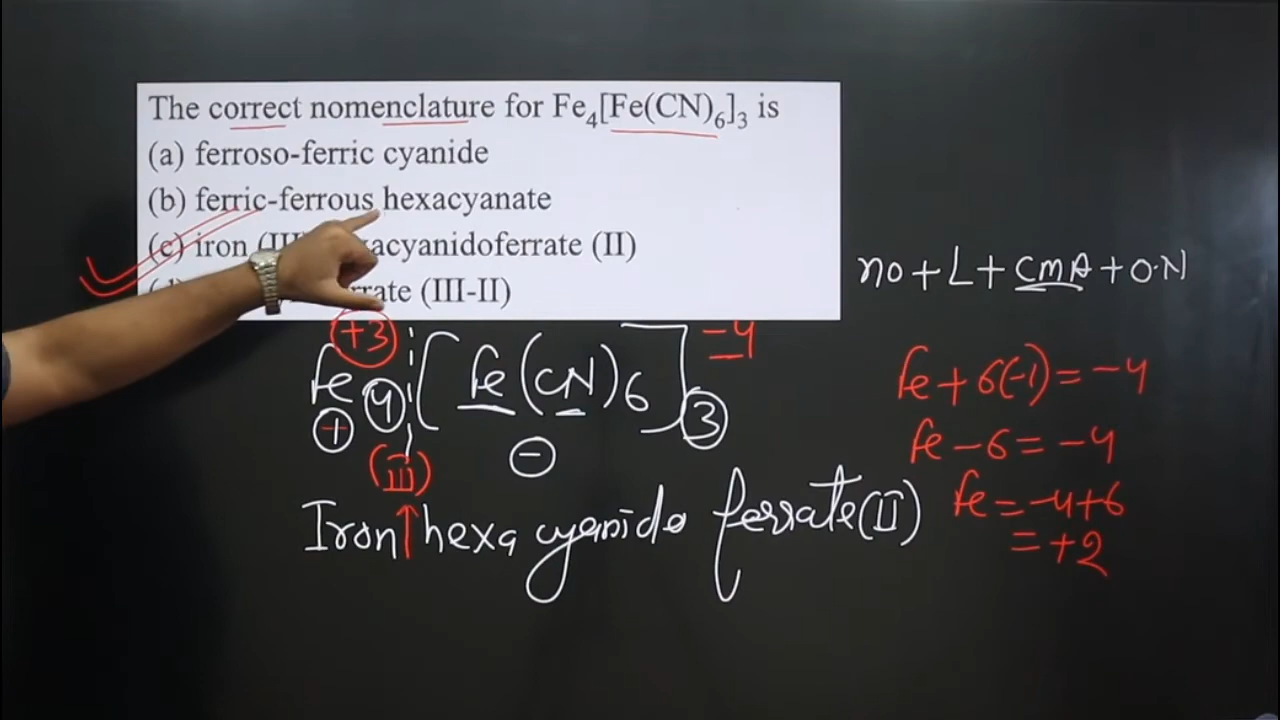 The correct nomenclature for Fe₄[Fe(CN)₆]₃ is
(a) ferroso-ferric cyanide
(b) ferric-ferrous hexacyanate
(c) iron (III) acyanidoferrate (II)
(III-II)
no + L + CMA + O.N
+3 -4
Fe 4 [Fe(CN)6] 3
+ -
(III)
Iron ↑ hexa cyanido ferrate (II)
Fe + 6(-1) = -4
Fe - 6 = -4
Fe = -4+6
= +2